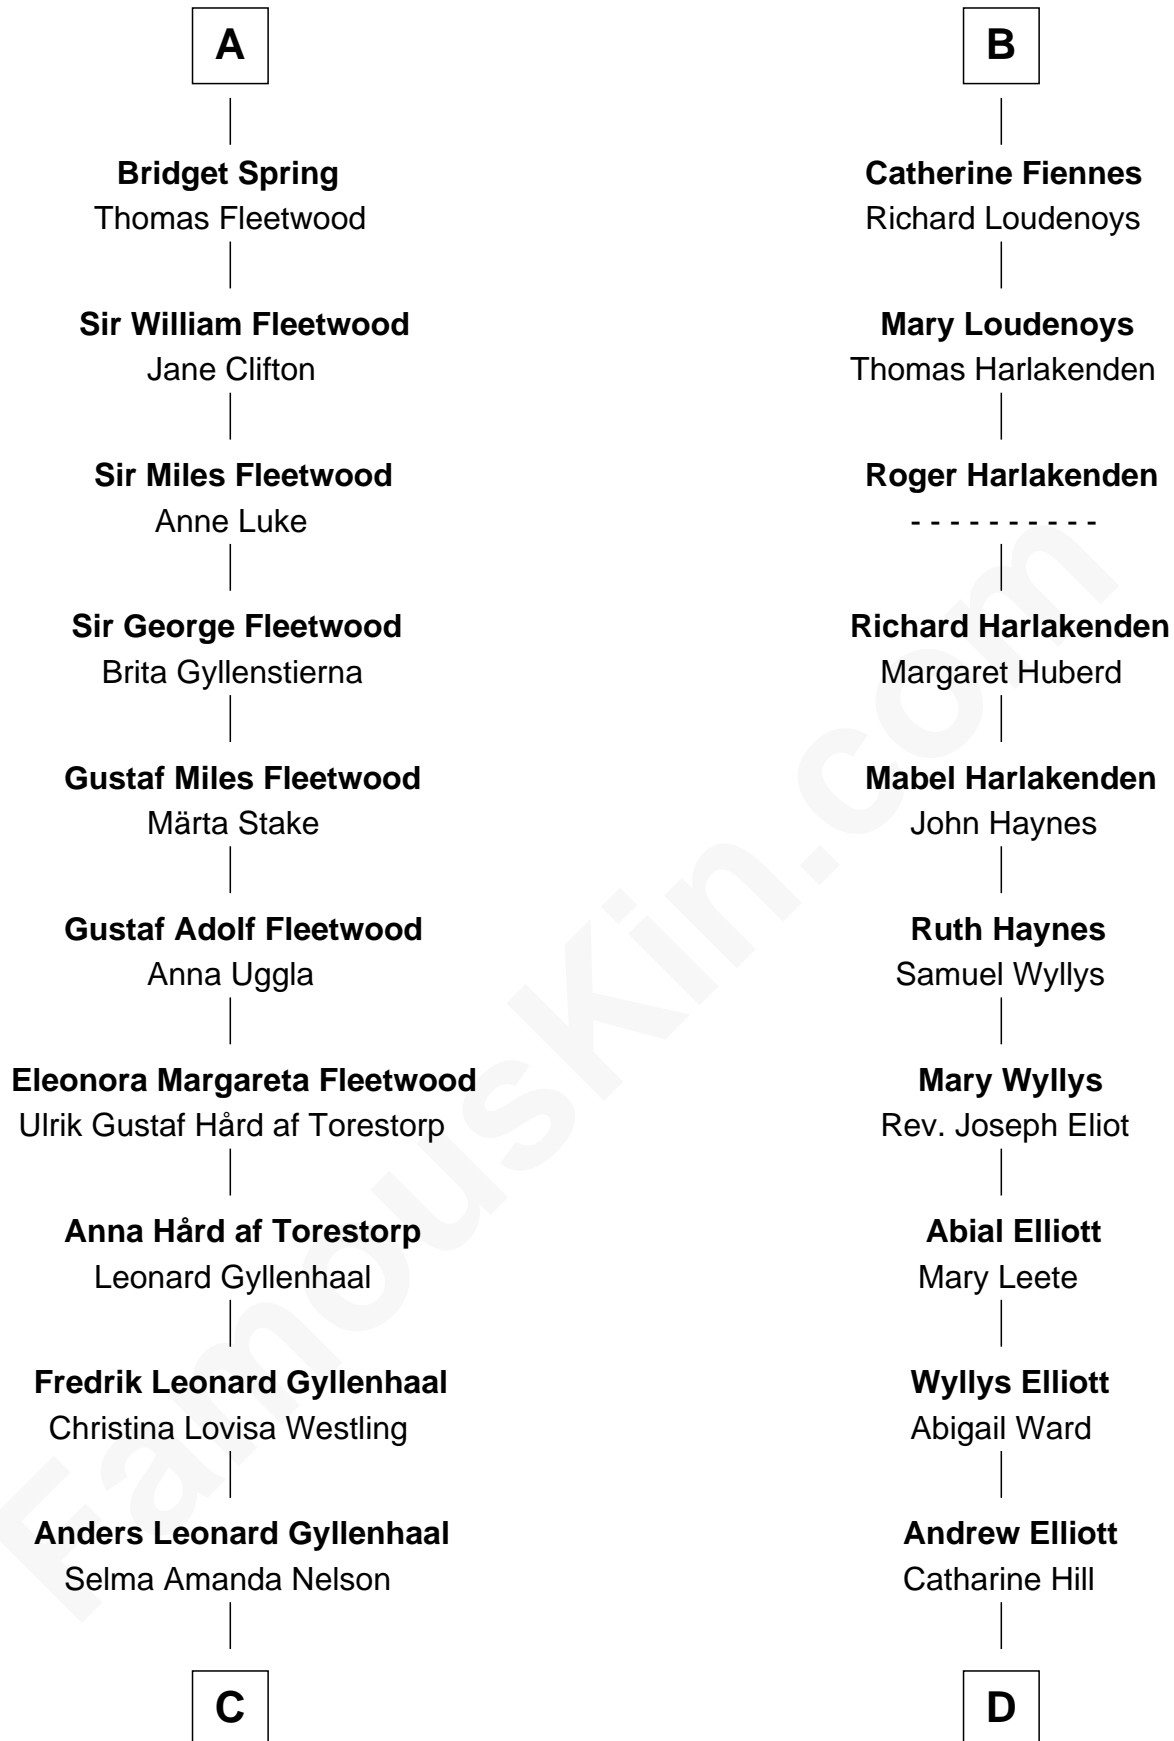 A
Bridget Spring
Thomas Fleetwood
Sir William Fleetwood
Jane Clifton
Sir Miles Fleetwood
Anne Luke
Sir George Fleetwood
Brita Gyllenstierna
Gustaf Miles Fleetwood
Märta Stake
Gustaf Adolf Fleetwood
Anna Uggla
Eleonora Margareta Fleetwood
Ulrik Gustaf Hård af Torestorp
Anna Hård af Torestorp
Leonard Gyllenhaal
Fredrik Leonard Gyllenhaal
Christina Lovisa Westling
Anders Leonard Gyllenhaal
Selma Amanda Nelson
C
B
Catherine Fiennes
Richard Loudenoys
Mary Loudenoys
Thomas Harlakenden
Roger Harlakenden
- - - - - - - - - -
Richard Harlakenden
Margaret Huberd
Mabel Harlakenden
John Haynes
Ruth Haynes
Samuel Wyllys
Mary Wyllys
Rev. Joseph Eliot
Abial Elliott
Mary Leete
Wyllys Elliott
Abigail Ward
Andrew Elliott
Catharine Hill
D
FamousKin.com